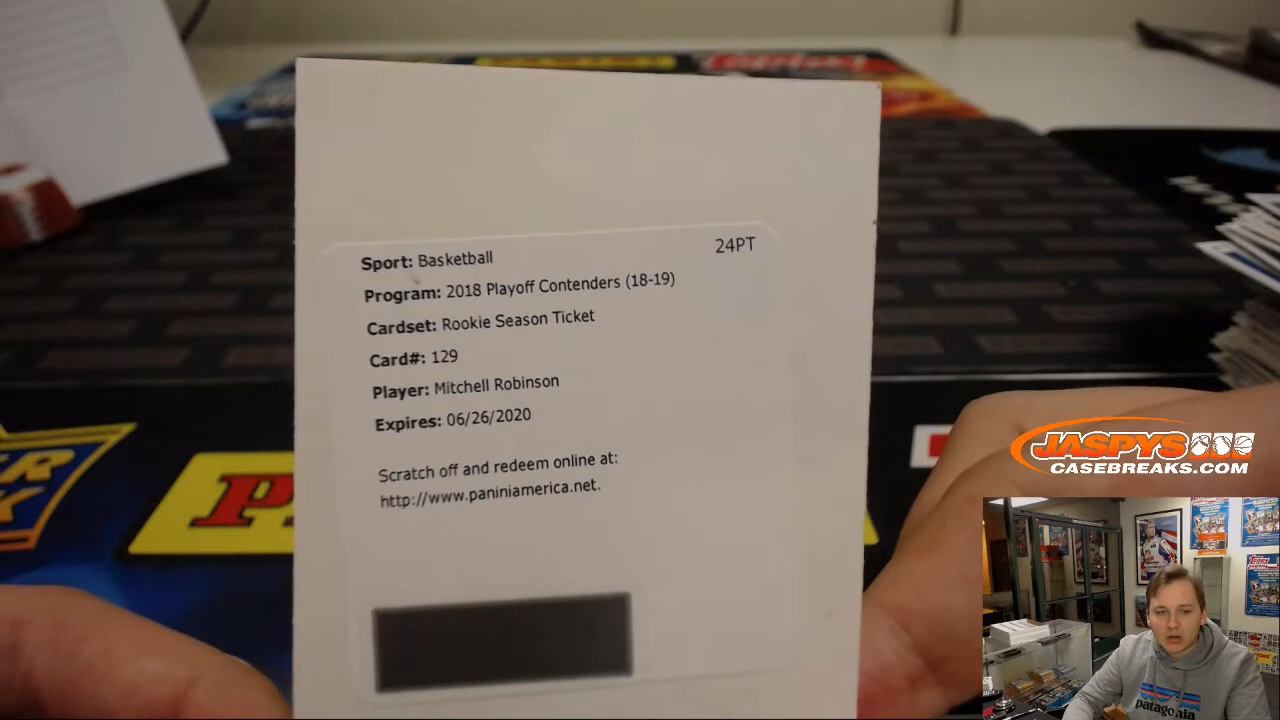 Sport: Basketball
24PT
Program: 2018 Playoff Contenders (18-19)
Cardset: Rookie Season Ticket
Card#: 129
Player: Mitchell Robinson
Expires: 06/26/2020
Scratch off and redeem online at:
http://www.paniniamerica.net.
JASPYS
CASEBREAKS.COM
patagonia